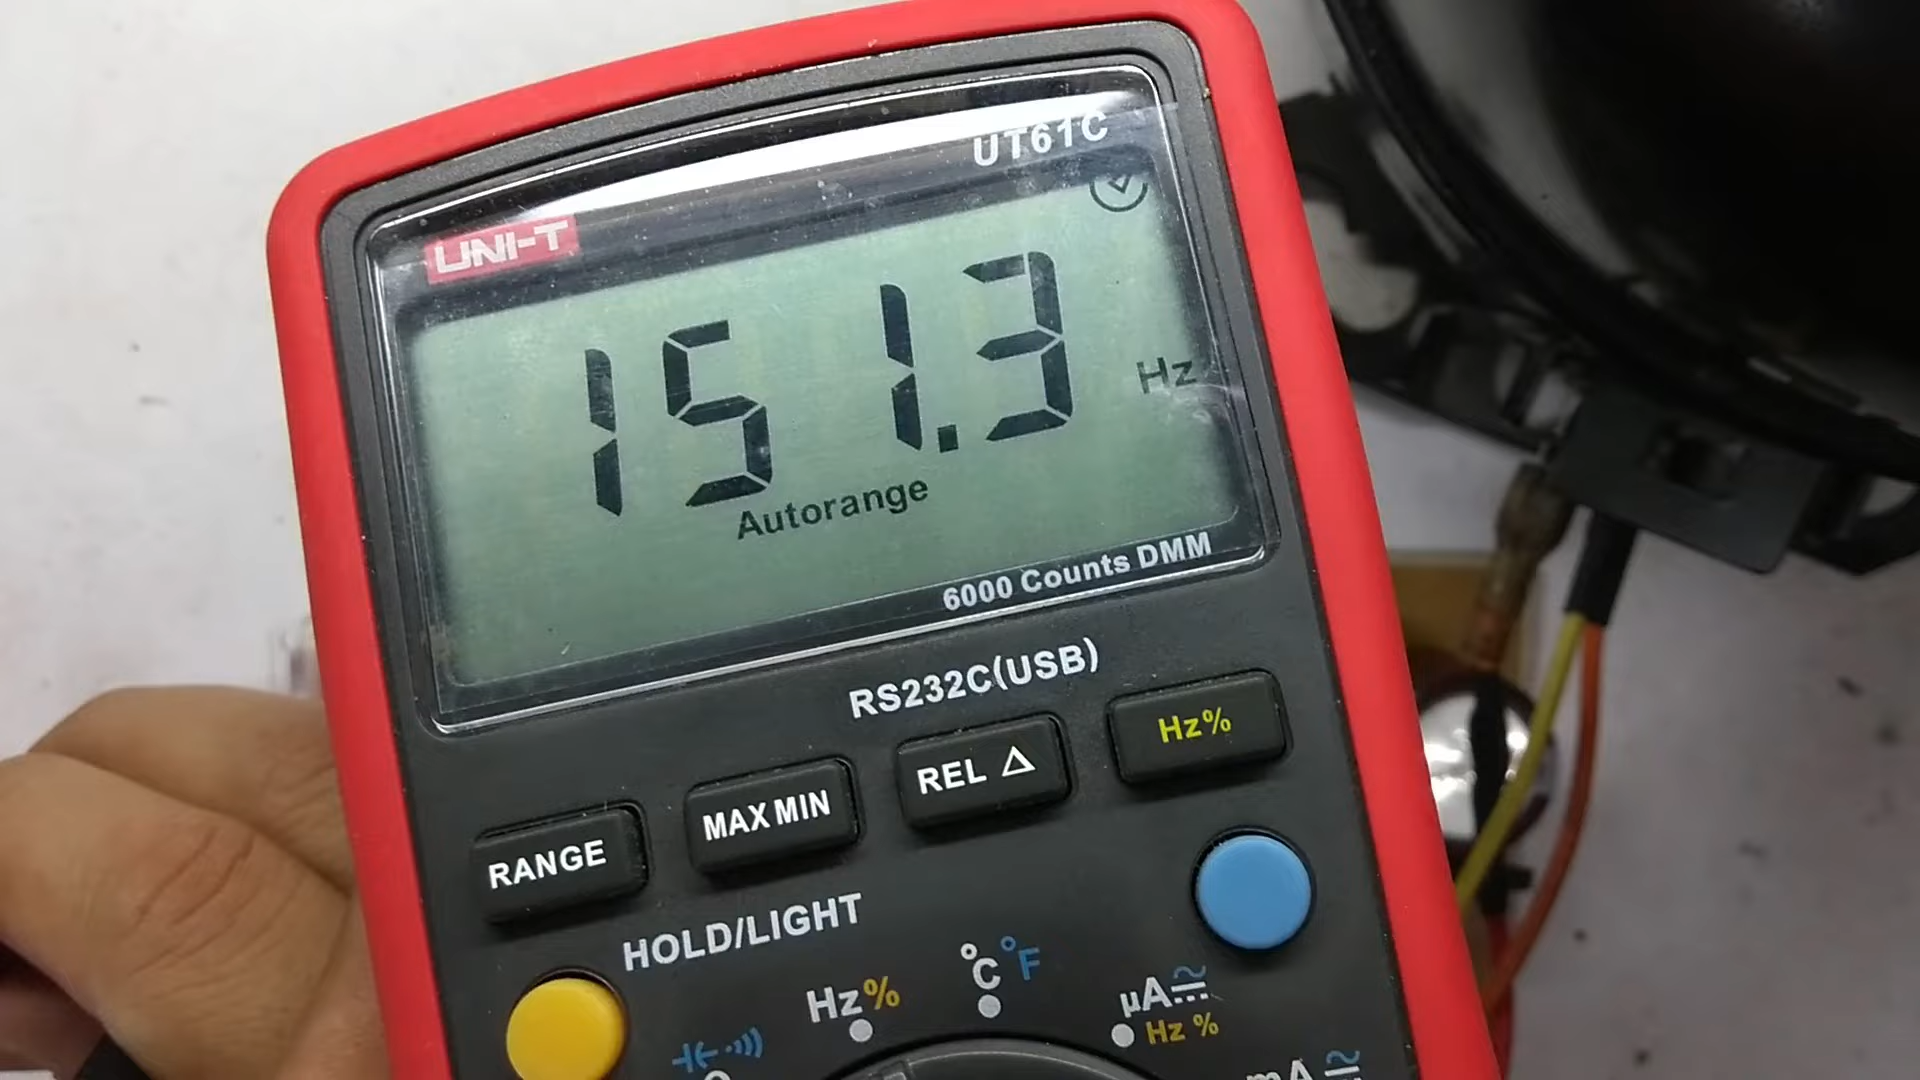 UT61C
UNI-T
151.3 Hz
Autorange
6000 Counts DMM
RS232C(USB)
RANGE
MAX MIN
REL △
Hz%
HOLD/LIGHT
Hz%
°C °F
µA
Hz %
mA